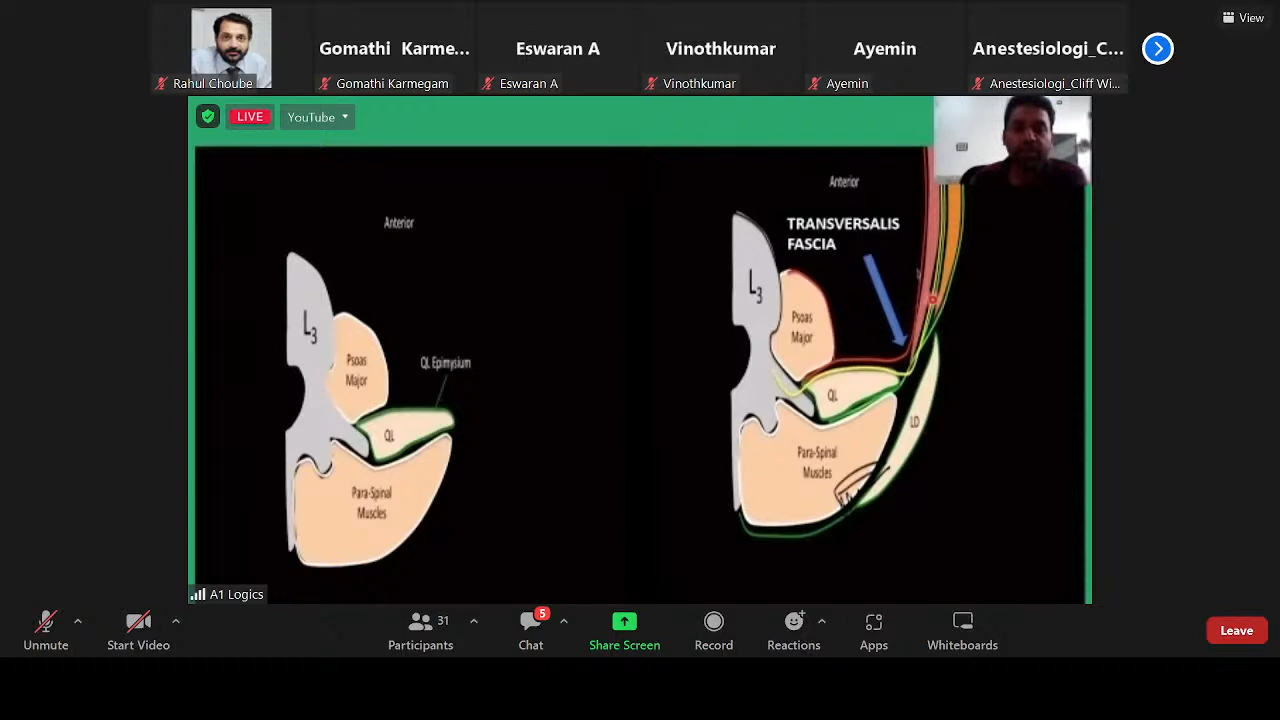 View
Gomathi Karme...
Eswaran A
Vinothkumar
Ayemin
Anestesiologi_C...
Rahul Choube
Gomathi Karmegam
Eswaran A
Vinothkumar
Ayemin
Anestesiologi_Cliff Wi...
LIVE
YouTube
Anterior
L3
Psoas
Major
QL Epimysium
QL
Para-Spinal
Muscles
Anterior
TRANSVERSALIS
FASCIA
L3
Psoas
Major
QL
LD
Para-Spinal
Muscles
A1 Logics
Unmute
Start Video
Participants
31
Chat
5
Share Screen
Record
Reactions
Apps
Whiteboards
Leave